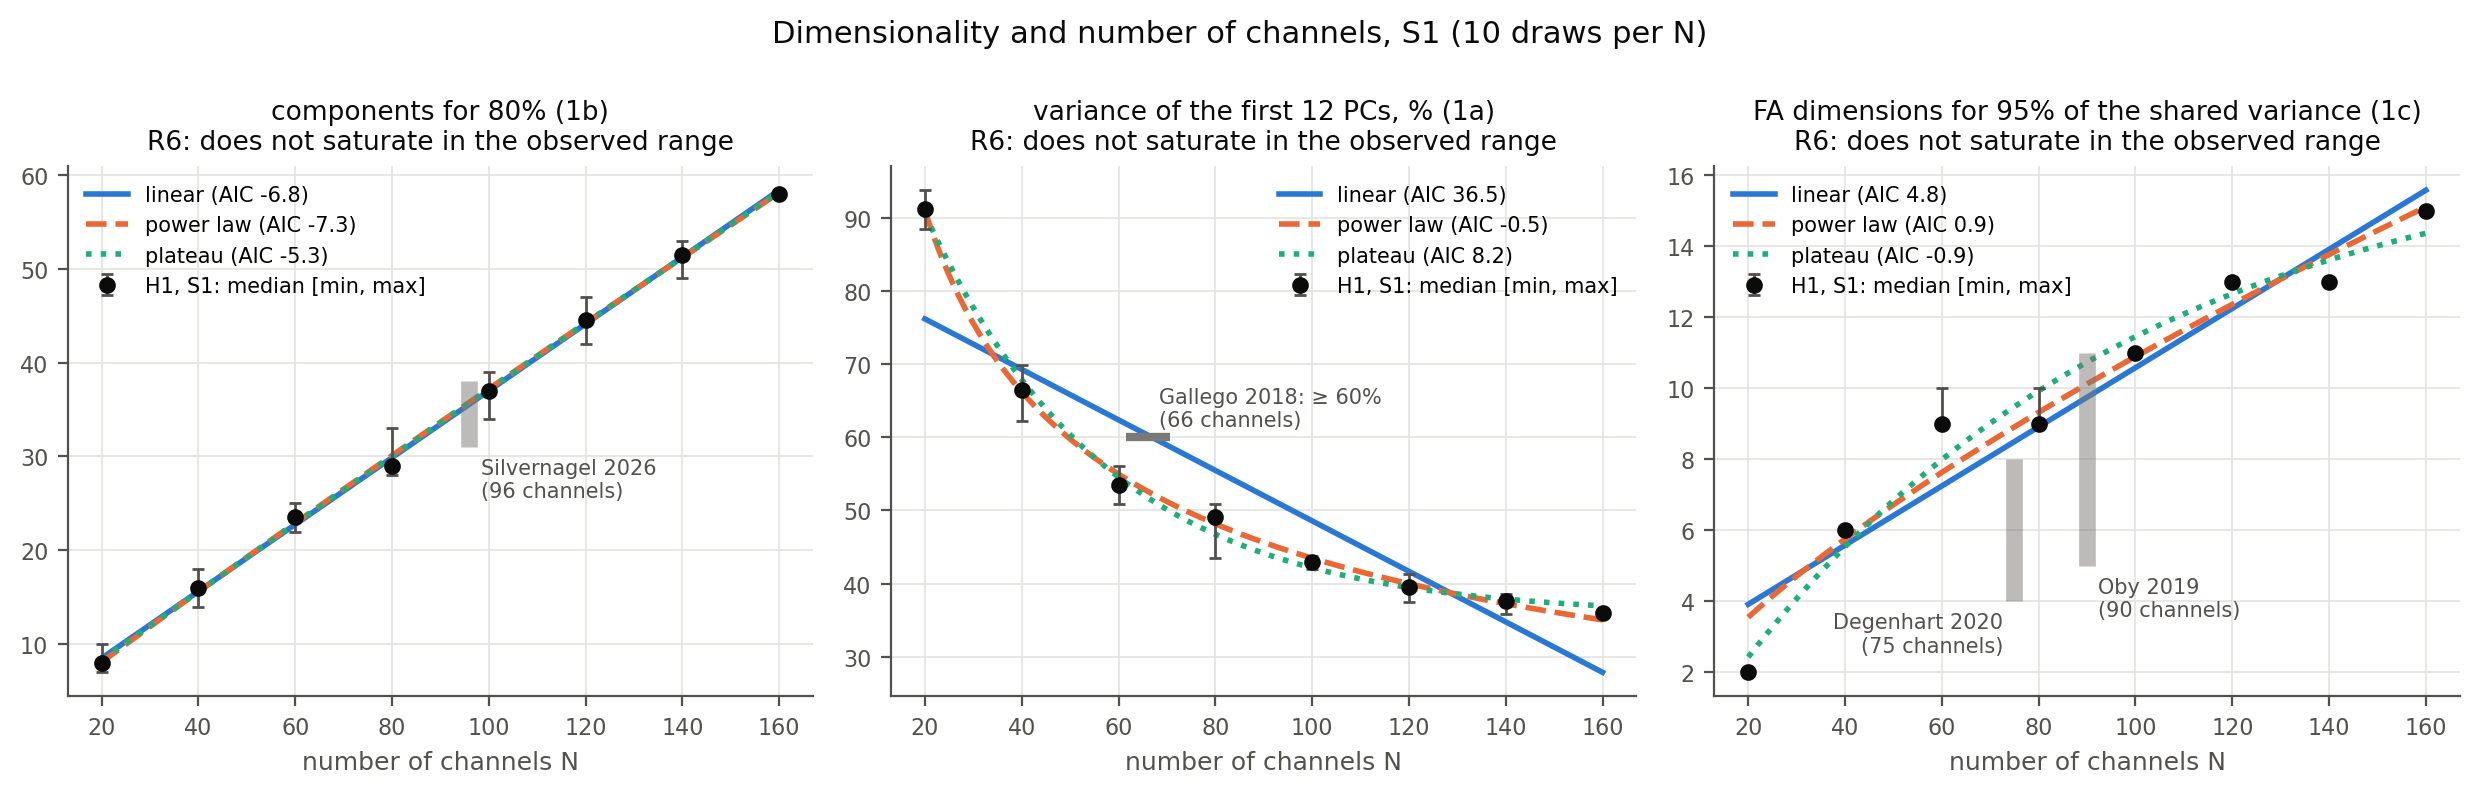 Dimensionality and number of channels, S1 (10 draws per N)
components for 80% (1b)
R6: does not saturate in the observed range
linear (AIC -6.8)
power law (AIC -7.3)
plateau (AIC -5.3)
H1, S1: median [min, max]
60
50
40
30
20
10
Silvernagel 2026
(96 channels)
20 40 60 80 100 120 140 160
number of channels N
variance of the first 12 PCs, % (1a)
R6: does not saturate in the observed range
linear (AIC 36.5)
power law (AIC -0.5)
plateau (AIC 8.2)
H1, S1: median [min, max]
90
80
70
60
50
40
30
Gallego 2018: ≥ 60%
(66 channels)
20 40 60 80 100 120 140 160
number of channels N
FA dimensions for 95% of the shared variance (1c)
R6: does not saturate in the observed range
linear (AIC 4.8)
power law (AIC 0.9)
plateau (AIC -0.9)
H1, S1: median [min, max]
16
14
12
10
8
6
4
2
Oby 2019
(90 channels)
Degenhart 2020
(75 channels)
20 40 60 80 100 120 140 160
number of channels N